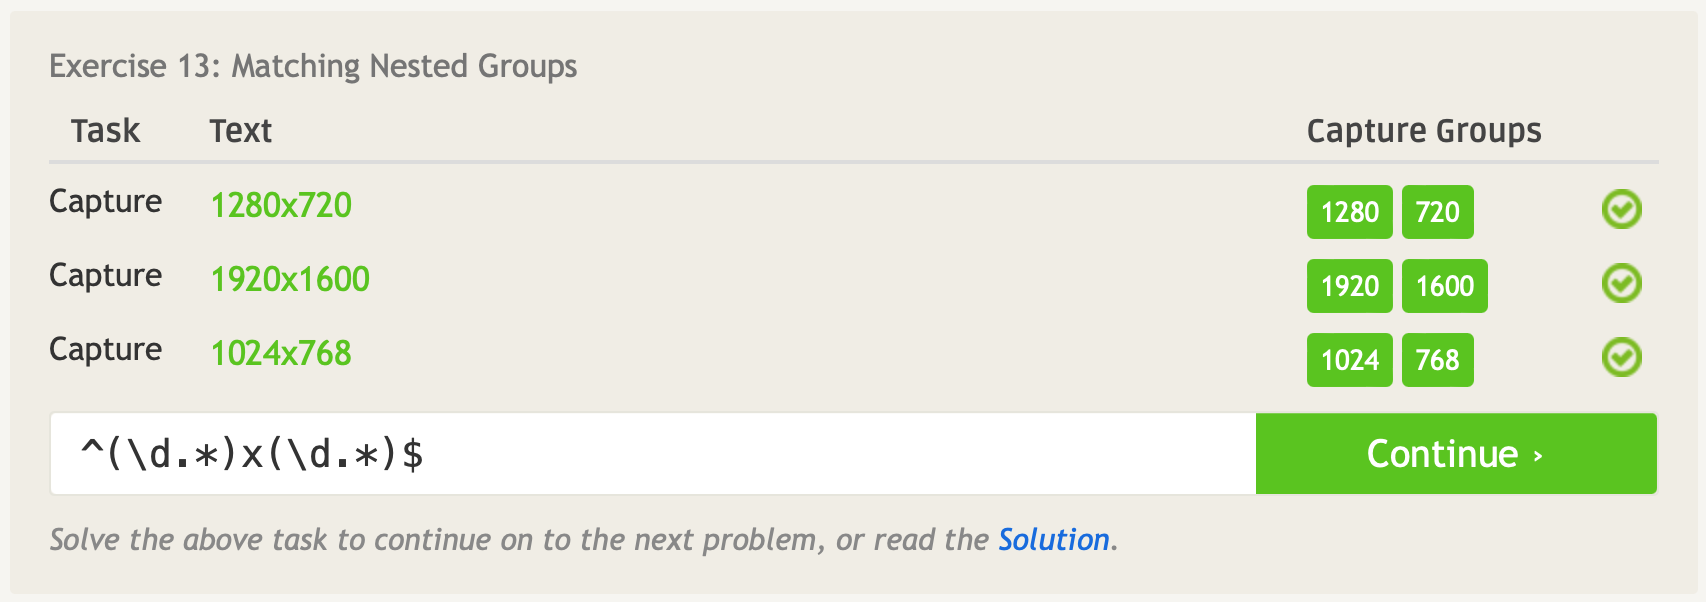 Exercise 13: Matching Nested Groups
Task Text Capture Groups
Capture 1280x720 1280 720
Capture 1920x1600 1920 1600
Capture 1024x768 1024 768
^(\d.*)x(\d.*)$ Continue ›
Solve the above task to continue on to the next problem, or read the Solution.